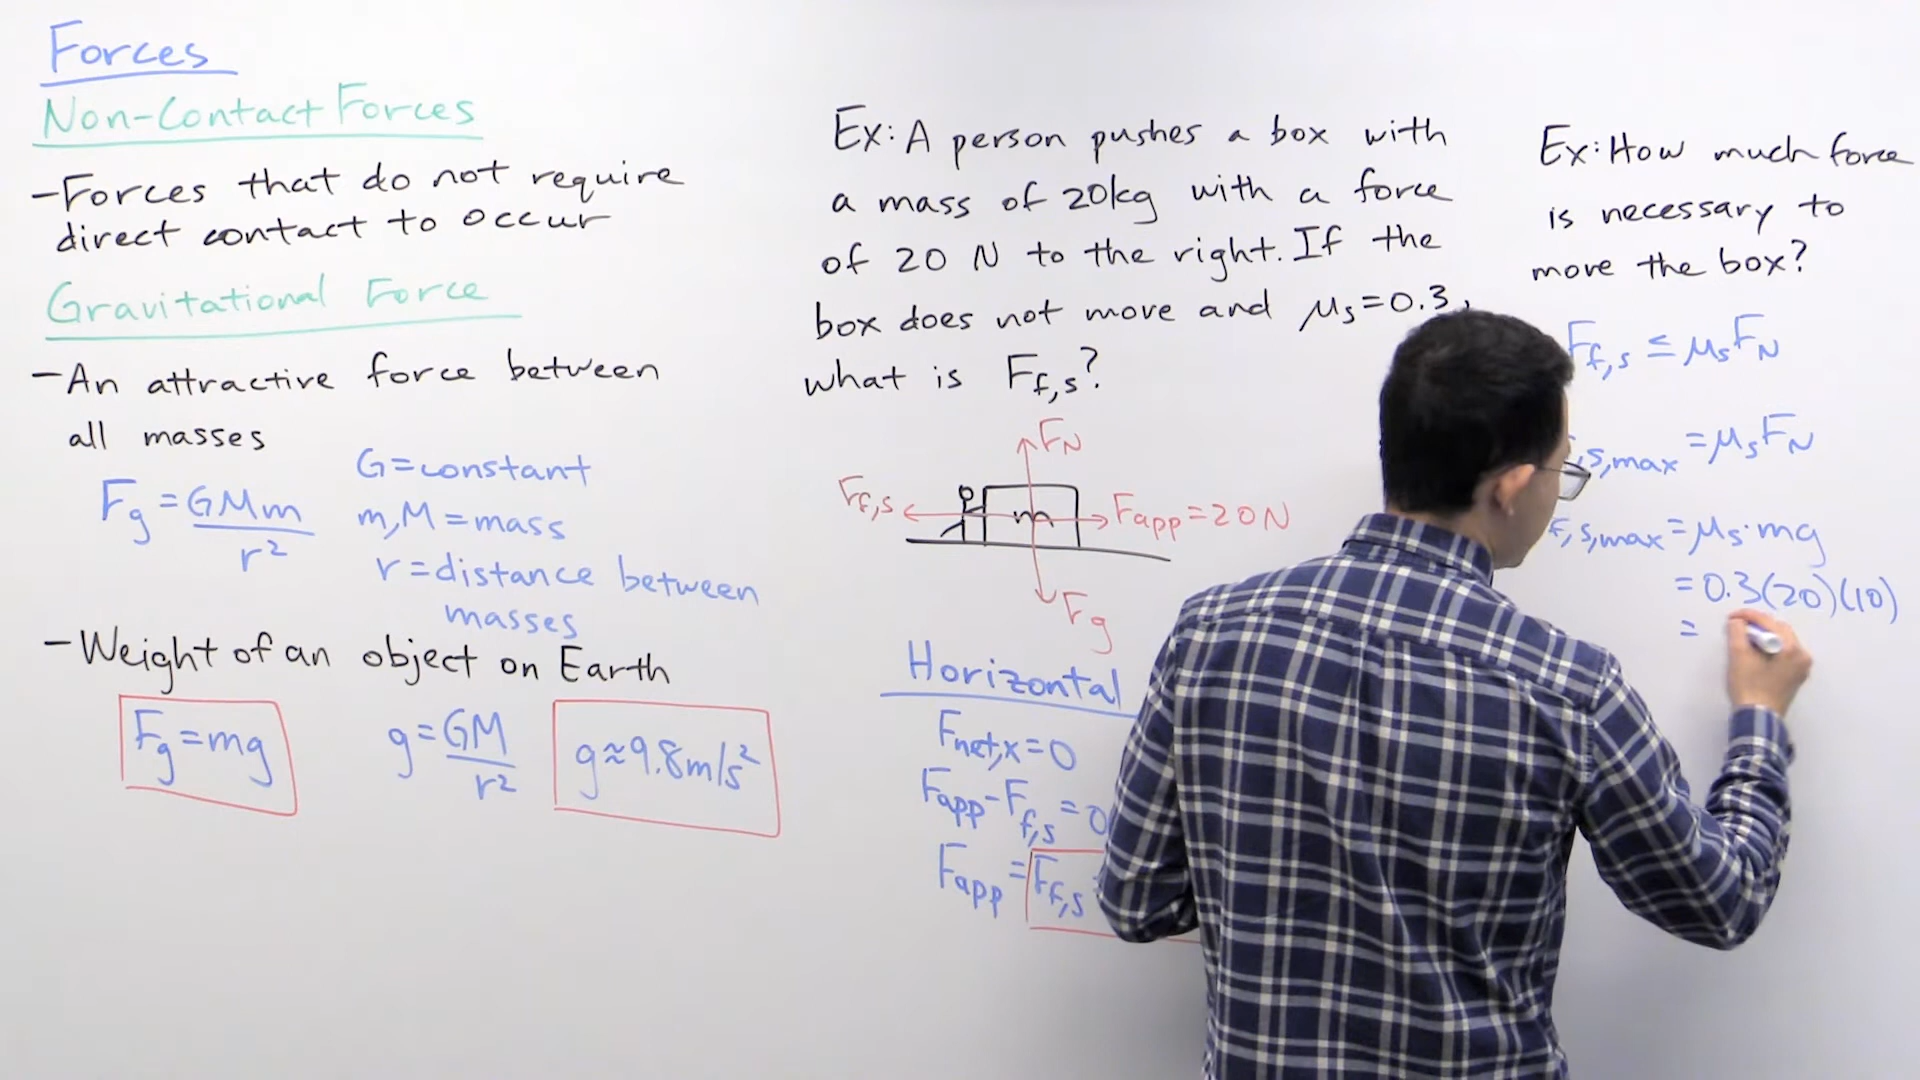 Forces
Non-Contact Forces
-Forces that do not require
direct contact to occur
Gravitational Force
-An attractive force between
all masses
Fg = GMm
r²
G=constant
m,M=mass
r=distance between
masses
-Weight of an object on Earth
Fg=mg
g=GM
r²
g≈9.8m/s²
Ex: A person pushes a box with
a mass of 20kg with a force
of 20 N to the right. If the
box does not move and μs=0.3,
what is Ff,s?
FN
Ff,s
m
Fapp=20N
Fg
Horizontal
Fnet,x=0
Fapp-Ff,s=0
Fapp=Ff,s
Ex: How much force
is necessary to
move the box?
Ff,s ≤ μsFN
,s,max =μsFN
f,s,max=μs·mg
=0.3(20)(10)
=